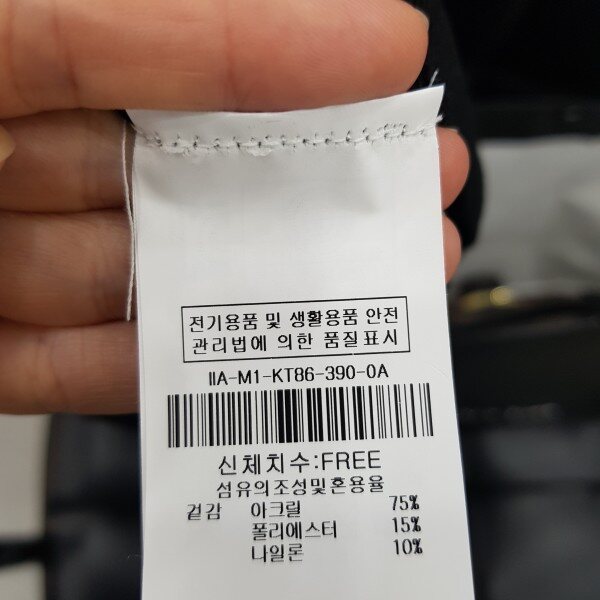 전기용품 및 생활용품 안전
관리법에 의한 품질표시
IIA-M1-KT86-390-0A
신체치수:FREE
섬유의조성및혼용율
겉감 아크릴 75%
폴리에스터 15%
나일론 10%